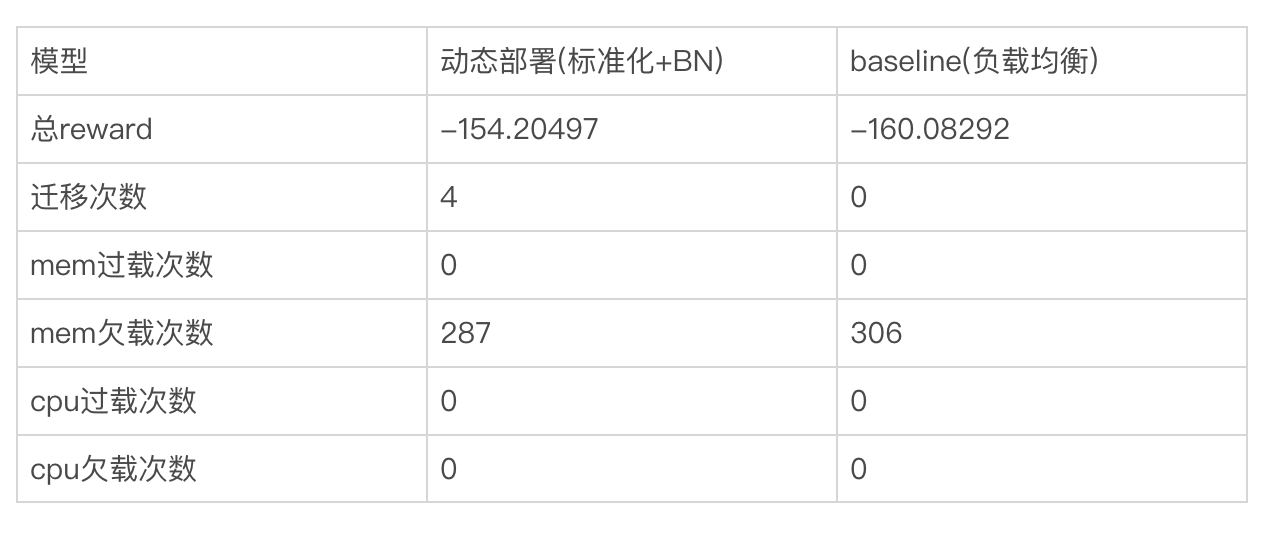 模型 动态部署(标准化+BN) baseline(负载均衡)
总reward -154.20497 -160.08292
迁移次数 4 0
mem过载次数 0 0
mem欠载次数 287 306
cpu过载次数 0 0
cpu欠载次数 0 0